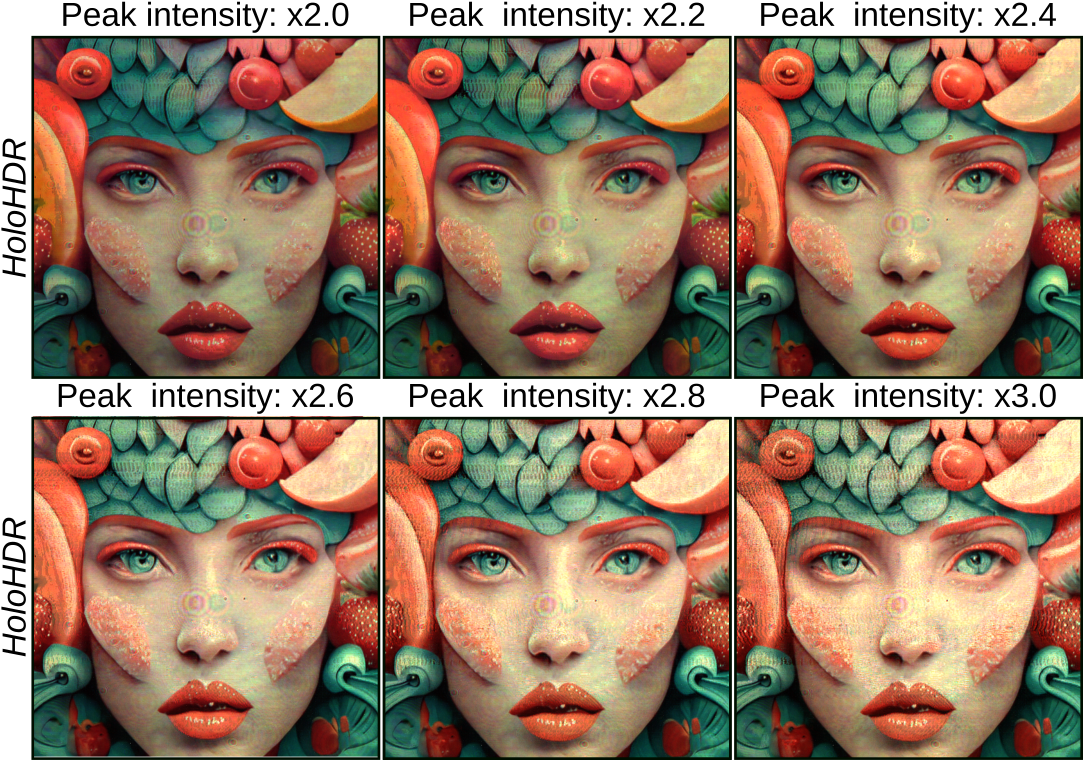 Peak intensity: x2.0
Peak intensity: x2.2
Peak intensity: x2.4
HoloHDR
Peak intensity: x2.6
Peak intensity: x2.8
Peak intensity: x3.0
HoloHDR